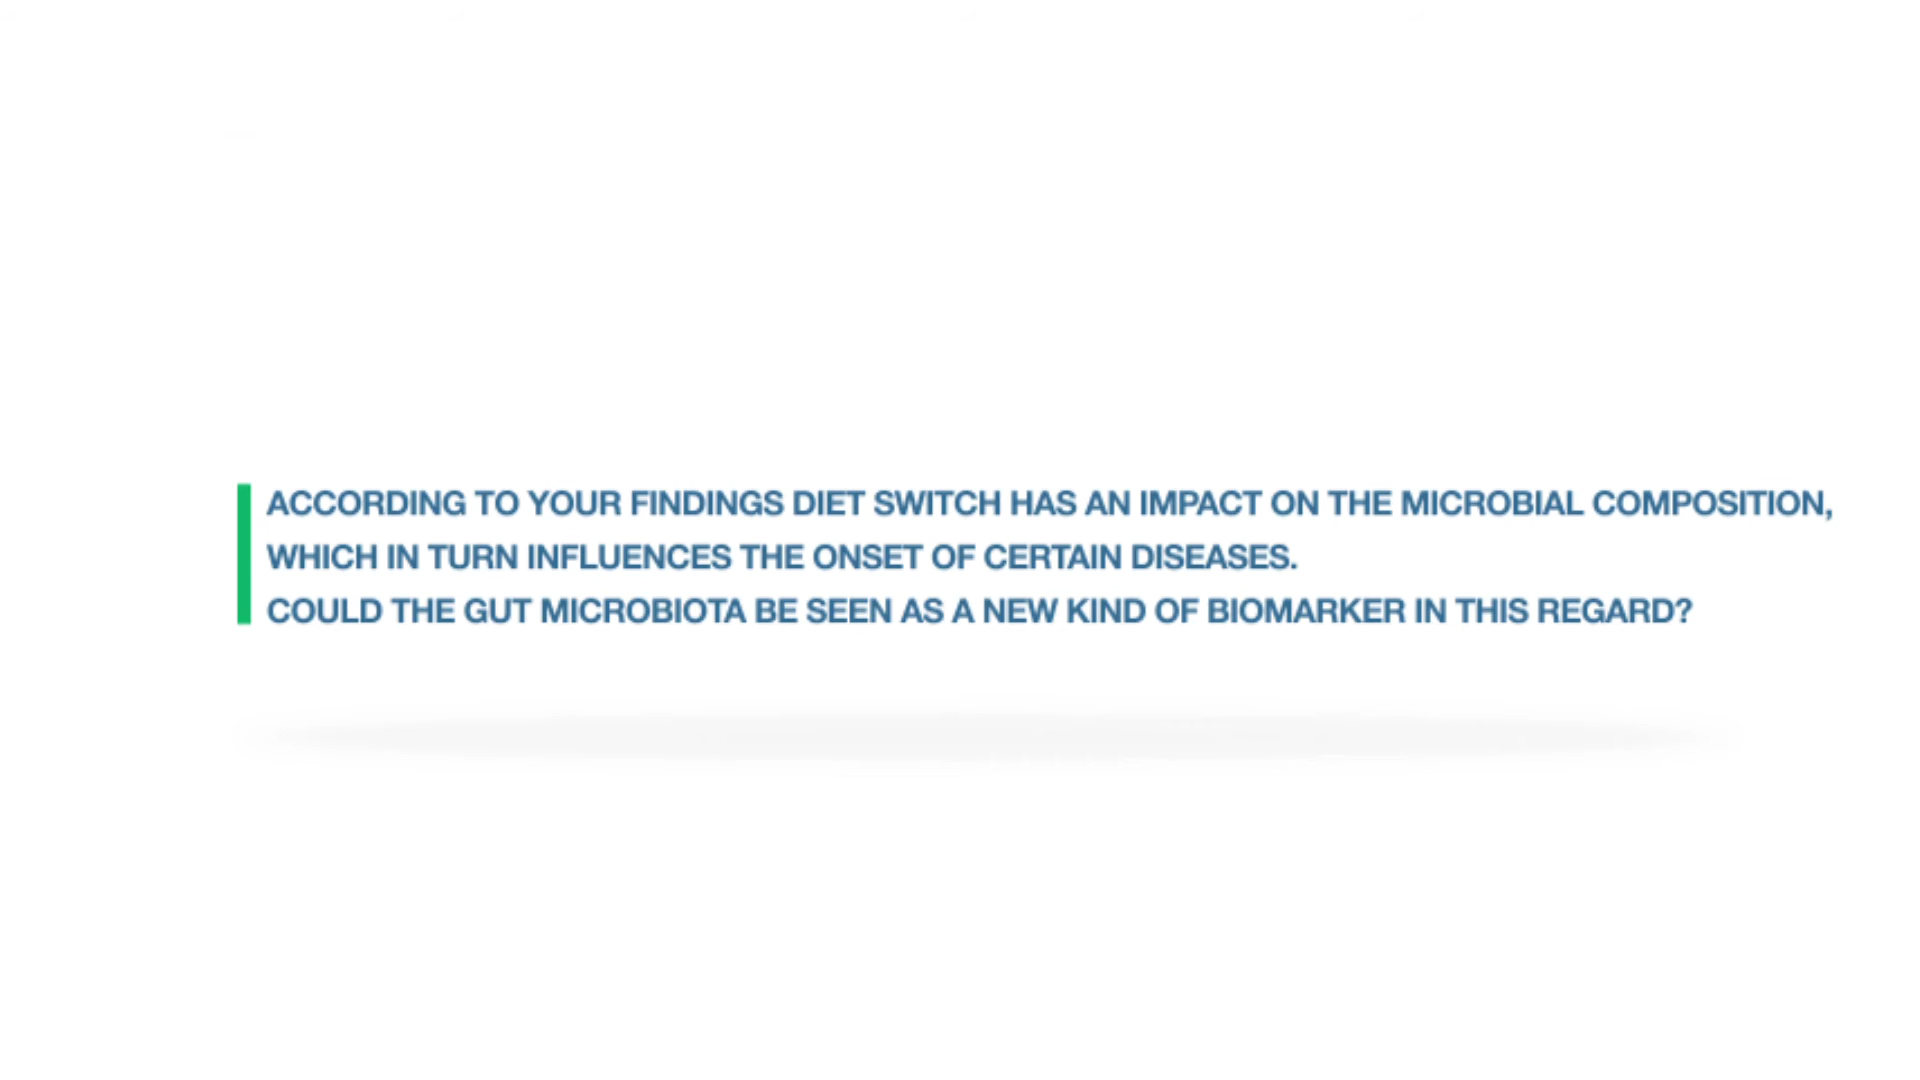 ACCORDING TO YOUR FINDINGS DIET SWITCH HAS AN IMPACT ON THE MICROBIAL COMPOSITION,
WHICH IN TURN INFLUENCES THE ONSET OF CERTAIN DISEASES.
COULD THE GUT MICROBIOTA BE SEEN AS A NEW KIND OF BIOMARKER IN THIS REGARD?